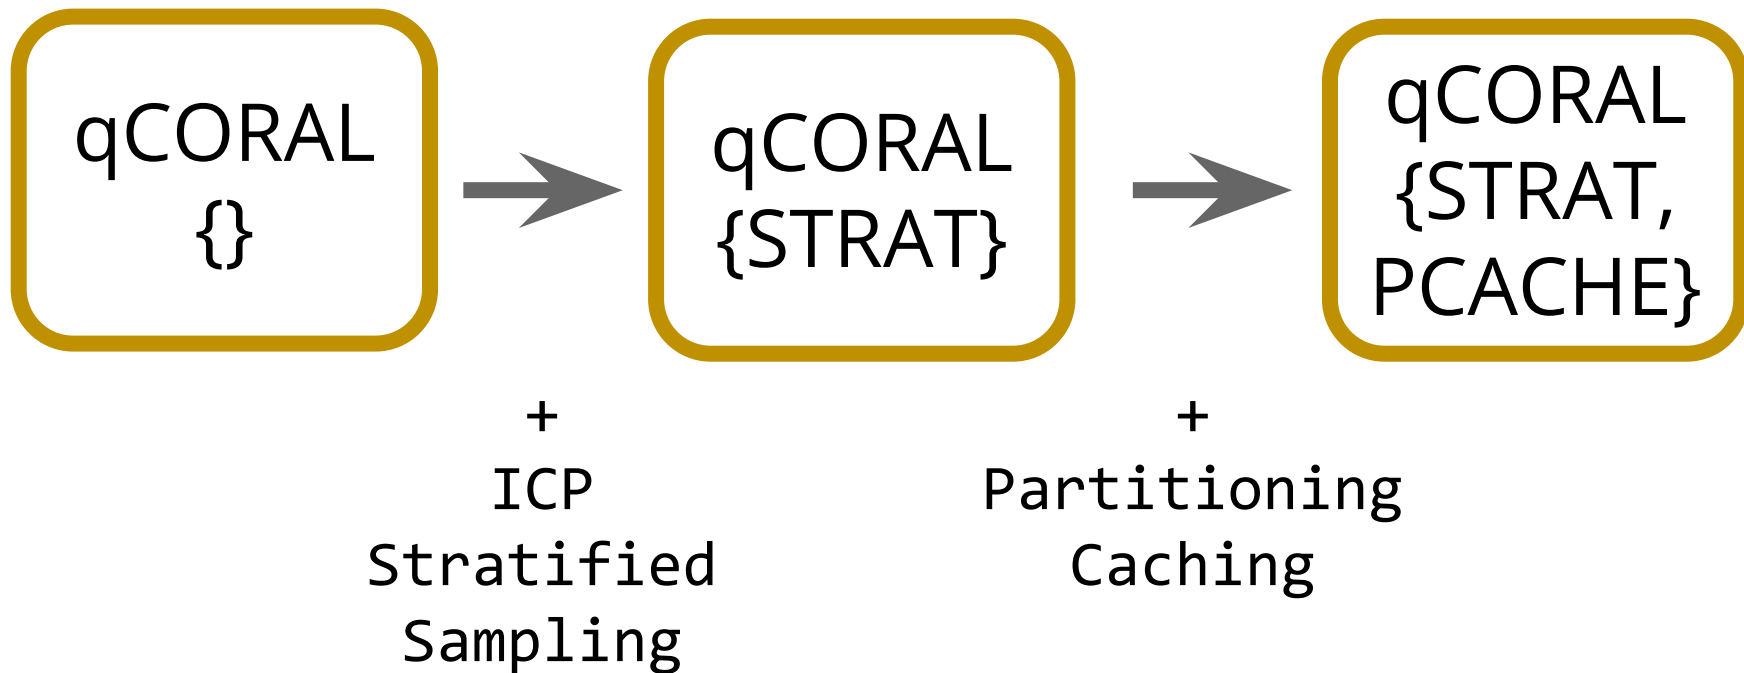 qCORAL
{}
qCORAL
{STRAT}
qCORAL
{STRAT,
PCACHE}
+
ICP
Stratified
Sampling
+
Partitioning
Caching